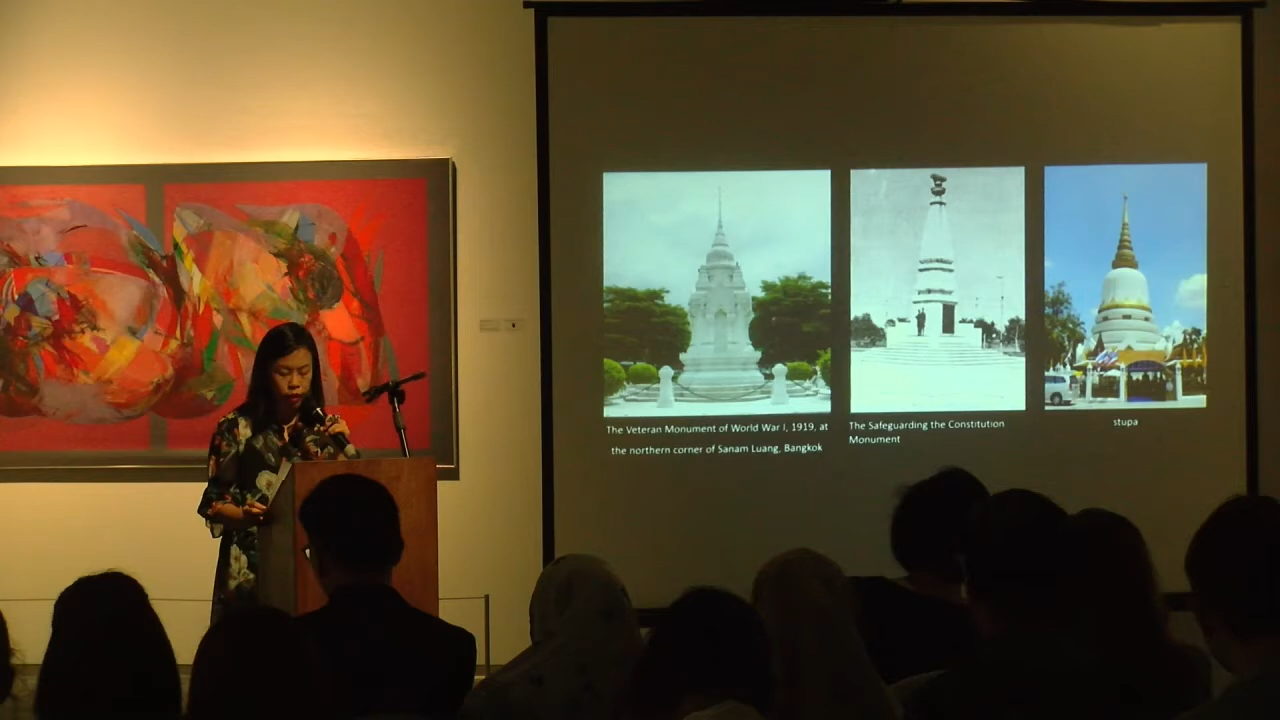 The Veteran Monument of World War I, 1919, at
the northern corner of Sanam Luang, Bangkok
The Safeguarding the Constitution
Monument
stupa